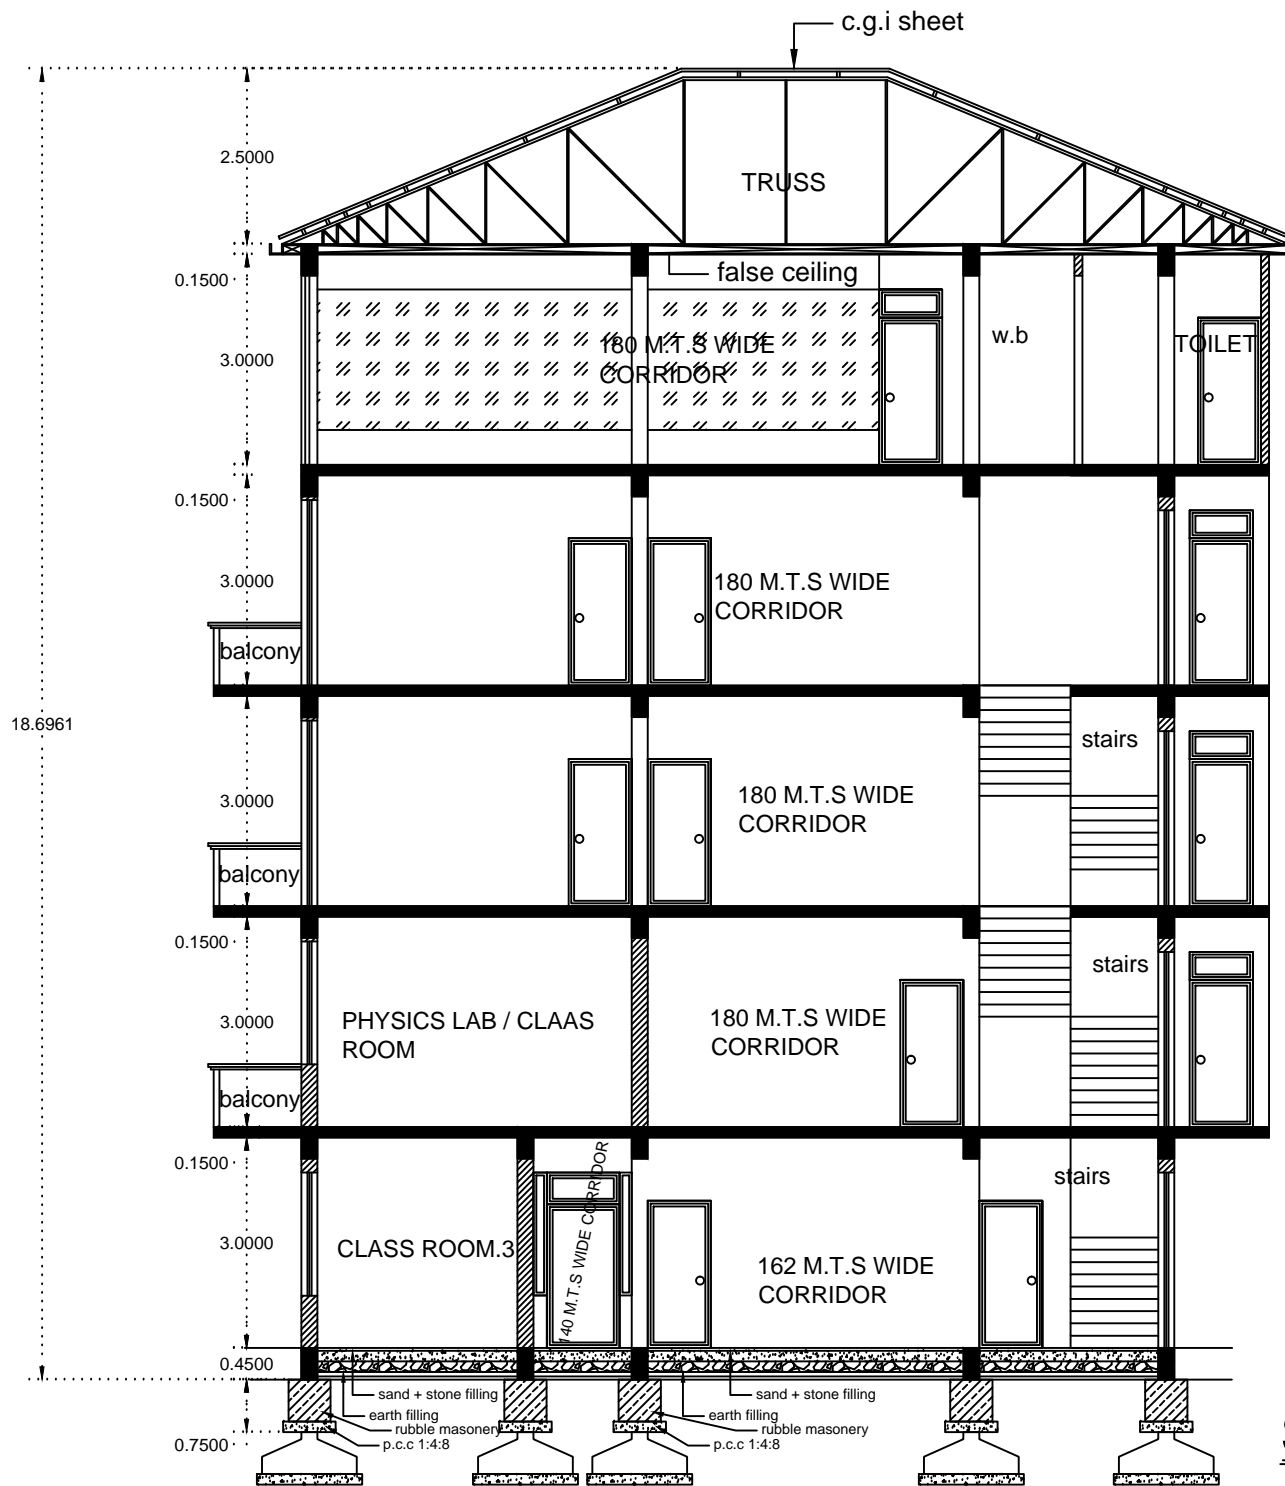 c.g.i sheet
2.5000
TRUSS
0.1500
false ceiling
180 M.T.S WIDE
CORRIDOR
w.b
TOILET
3.0000
0.1500
3.0000
180 M.T.S WIDE
CORRIDOR
balcony
18.6961
stairs
3.0000
180 M.T.S WIDE
CORRIDOR
balcony
0.1500
stairs
3.0000
PHYSICS LAB / CLAAS
ROOM
180 M.T.S WIDE
CORRIDOR
balcony
0.1500
stairs
3.0000
CLASS ROOM.3
140 M.T.S WIDE CORRIDOR
162 M.T.S WIDE
CORRIDOR
0.4500
sand + stone filling
sand + stone filling
earth filling
earth filling
rubble masonery
rubble masonery
0.7500
p.c.c 1:4:8
p.c.c 1:4:8